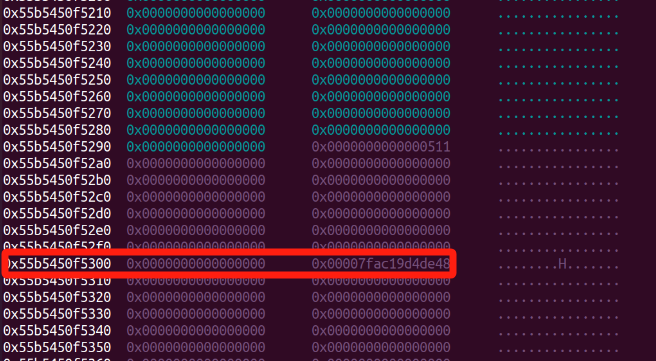 0x55b5450f5210 0x0000000000000000 0x0000000000000000 ................
0x55b5450f5220 0x0000000000000000 0x0000000000000000 ................
0x55b5450f5230 0x0000000000000000 0x0000000000000000 ................
0x55b5450f5240 0x0000000000000000 0x0000000000000000 ................
0x55b5450f5250 0x0000000000000000 0x0000000000000000 ................
0x55b5450f5260 0x0000000000000000 0x0000000000000000 ................
0x55b5450f5270 0x0000000000000000 0x0000000000000000 ................
0x55b5450f5280 0x0000000000000000 0x0000000000000000 ................
0x55b5450f5290 0x0000000000000000 0x0000000000000511 ................
0x55b5450f52a0 0x0000000000000000 0x0000000000000000 ................
0x55b5450f52b0 0x0000000000000000 0x0000000000000000 ................
0x55b5450f52c0 0x0000000000000000 0x0000000000000000 ................
0x55b5450f52d0 0x0000000000000000 0x0000000000000000 ................
0x55b5450f52e0 0x0000000000000000 0x0000000000000000 ................
0x55b5450f52f0 0x0000000000000000 0x0000000000000000 ................
0x55b5450f5300 0x0000000000000000 0x00007fac19d4de48 ........H.......
0x55b5450f5310 0x0000000000000000 0x0000000000000000 ................
0x55b5450f5320 0x0000000000000000 0x0000000000000000 ................
0x55b5450f5330 0x0000000000000000 0x0000000000000000 ................
0x55b5450f5340 0x0000000000000000 0x0000000000000000 ................
0x55b5450f5350 0x0000000000000000 0x0000000000000000 ................